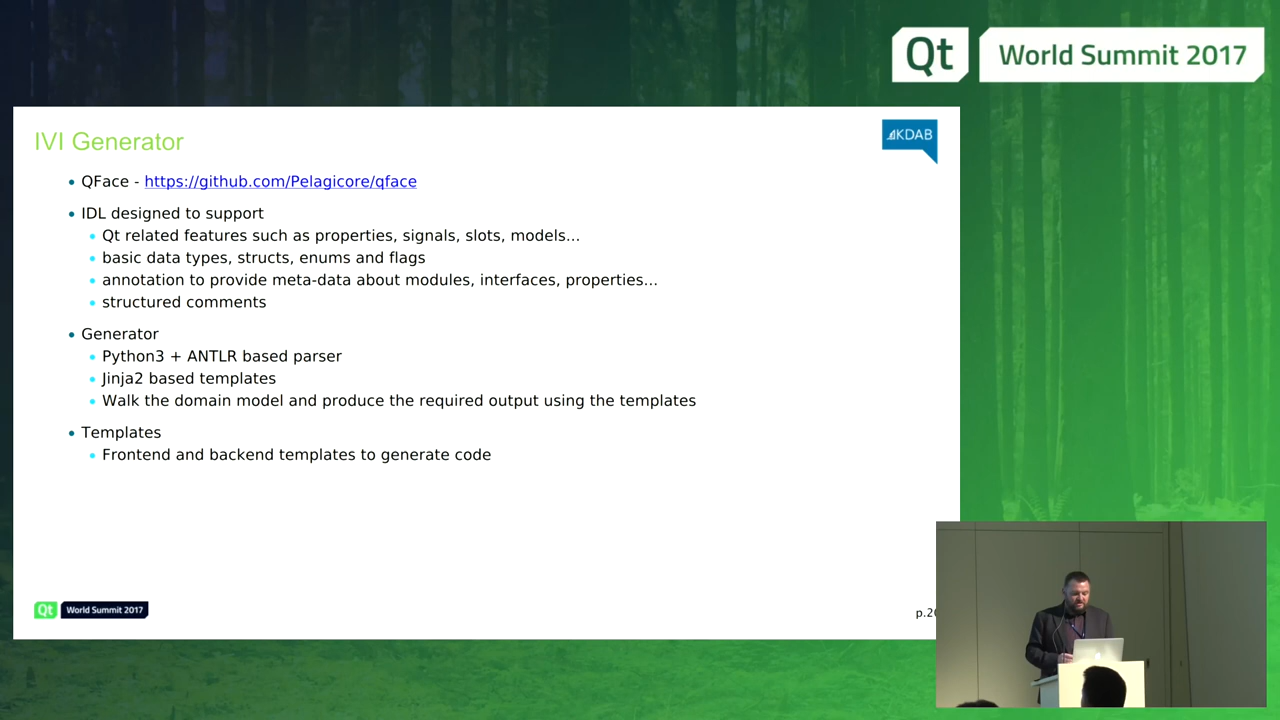 Qt World Summit 2017
IVI Generator
KDAB
QFace - https://github.com/Pelagicore/qface
IDL designed to support
Qt related features such as properties, signals, slots, models...
basic data types, structs, enums and flags
annotation to provide meta-data about modules, interfaces, properties...
structured comments
Generator
Python3 + ANTLR based parser
Jinja2 based templates
Walk the domain model and produce the required output using the templates
Templates
Frontend and backend templates to generate code
Qt World Summit 2017